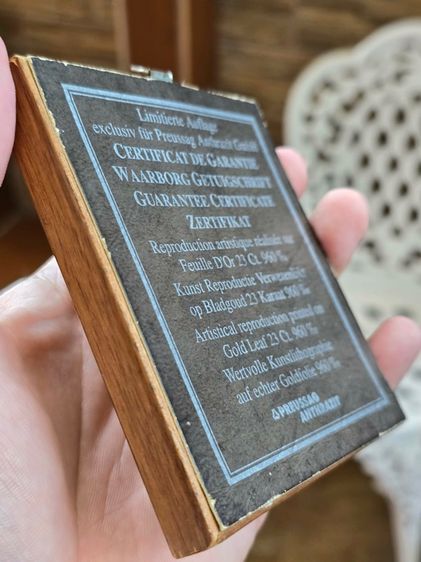 Limitierte Auflage
exclusiv für Preussag Anthrazit GmbH
CERTIFICAT DE GARANTIE
WAARBORG GETUIGSCHRIFT
GUARANTEE CERTIFICATE
ZERTIFIKAT
Reproduction artistique réalisée sur
Feuille D'Or 23 Ct. 960 ‰
Kunst Reproductie Verwezenlijkt
op Bladgoud 23 Karaat 960 ‰
Artistical reproduction printed on
Gold Leaf 23 Ct. 960 ‰
Wertvolle Kunstlithographie
auf echter Goldfolie 960 ‰
PREUSSAG
ANTHRAZIT